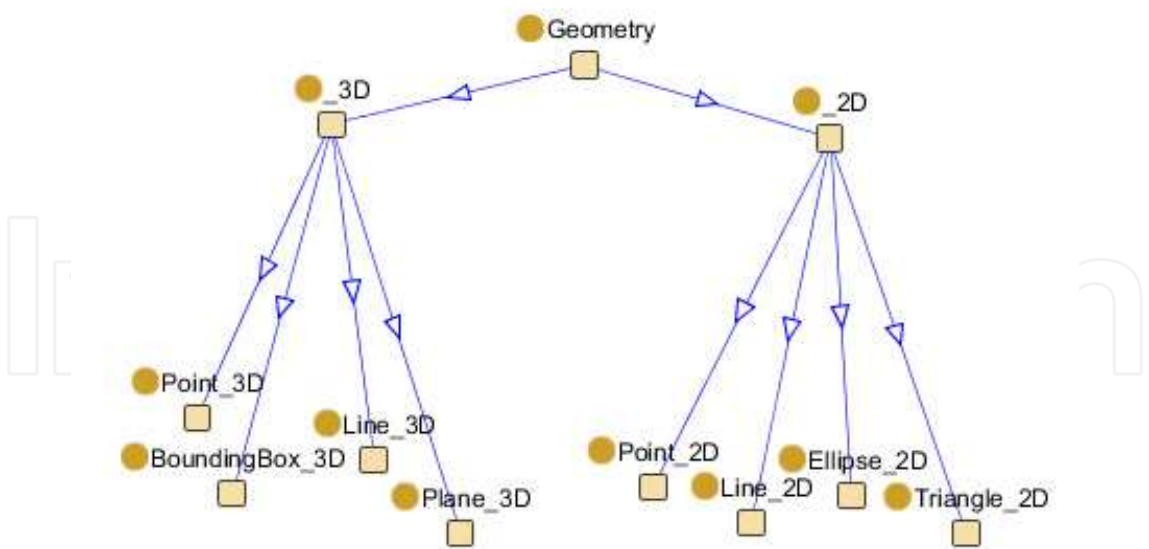 Geometry
_3D
_2D
Point_3D
BoundingBox_3D
Line_3D
Plane_3D
Point_2D
Line_2D
Ellipse_2D
Triangle_2D